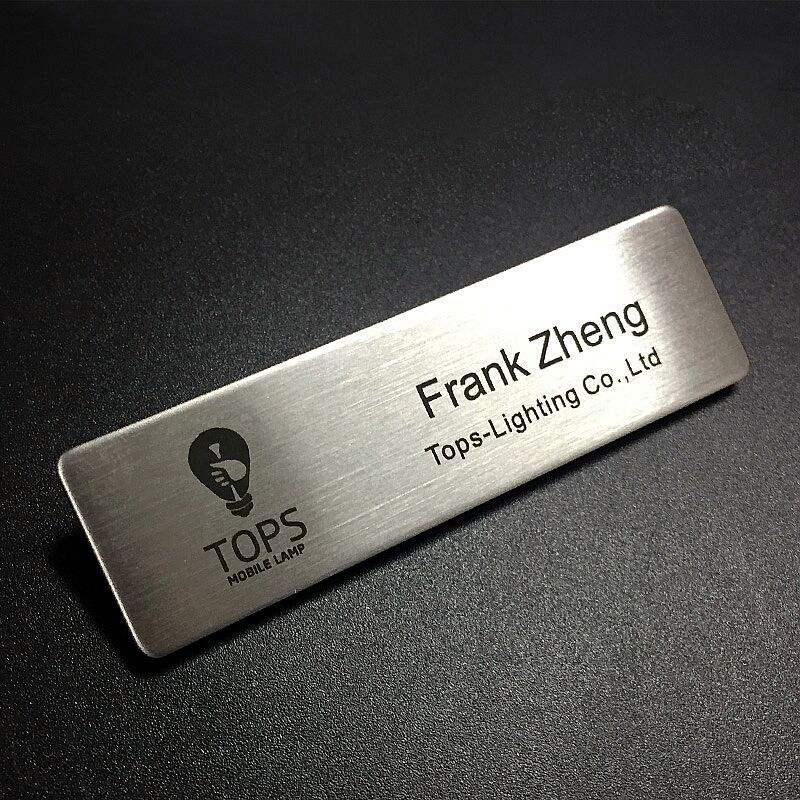 TOPS
MOBILE LAMP
Frank Zheng
Tops-Lighting Co.,Ltd